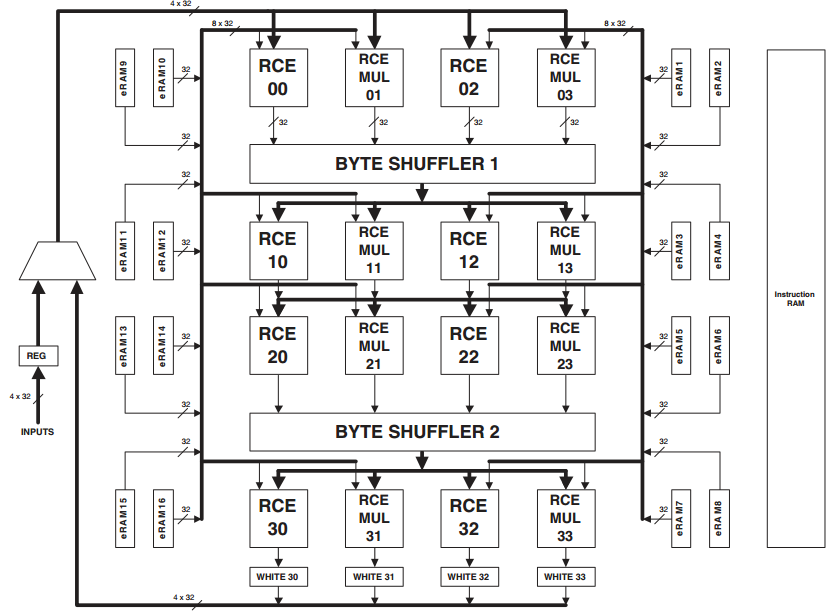 4 x 32
8 x 32
8 x 32
eRAM9
eRAM10
32
RCE
00
RCE
MUL
01
RCE
02
RCE
MUL
03
32
eRAM1
eRAM2
32
32
32
32
32
32
BYTE SHUFFLER 1
32
32
eRAM11
eRAM12
32
RCE
10
RCE
MUL
11
RCE
12
RCE
MUL
13
32
eRAM3
eRAM4
Instruction
RAM
eRAM13
eRAM14
32
RCE
20
RCE
MUL
21
RCE
22
RCE
MUL
23
32
eRAM5
eRAM6
REG
4 x 32
INPUTS
32
32
BYTE SHUFFLER 2
32
32
eRAM15
eRAM16
32
RCE
30
RCE
MUL
31
RCE
32
RCE
MUL
33
32
eRAM7
eRAM8
WHITE 30
WHITE 31
WHITE 32
WHITE 33
4 x 32